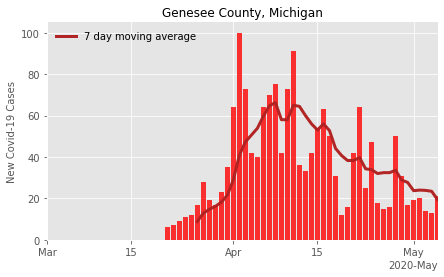 Genesee County, Michigan
7 day moving average
New Covid-19 Cases
100
80
60
40
20
0
Mar 15 Apr 15 May
2020-May